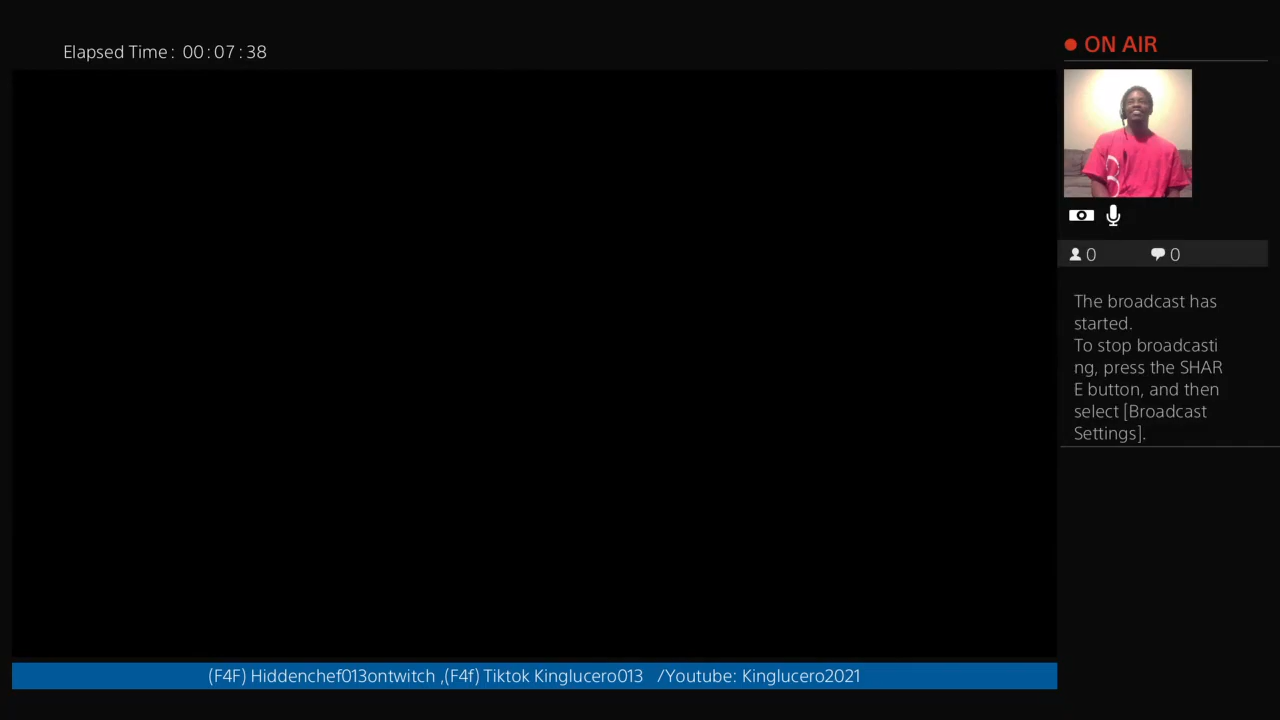 Elapsed Time: 00:07:38
ON AIR
0 0
The broadcast has
started.
To stop broadcasti
ng, press the SHAR
E button, and then
select [Broadcast
Settings].
(F4F) Hiddenchef013ontwitch ,(F4f) Tiktok Kinglucero013 /Youtube: Kinglucero2021